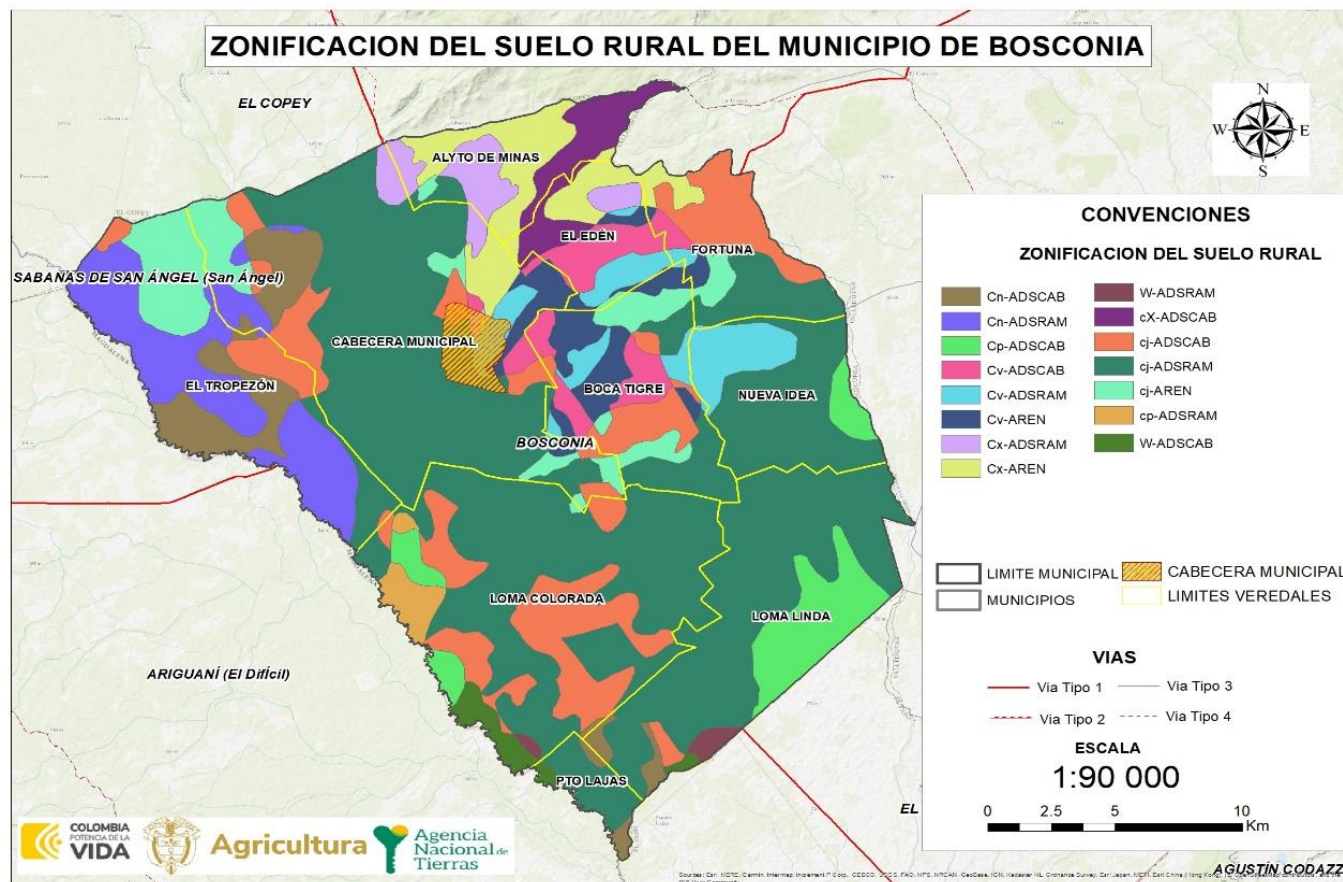 ZONIFICACION DEL SUELO RURAL DEL MUNICIPIO DE BOSCONIA
EL COPEY
N
W E
S
ALYTO DE MINAS
EL EDÉN
FORTUNA
EL COPEY
SABANAS DE SAN ÁNGEL (San Ángel)
MAGDALENA
CABECERA MUNICIPAL
EL TROPEZÓN
BOCA TIGRE
NUEVA IDEA
BOSCONIA
LOMA COLORADA
LOMA LINDA
ARIGUANÍ (El Difícil)
PTO LAJAS
EL
AGUSTÍN CODAZZ
CONVENCIONES
ZONIFICACION DEL SUELO RURAL
Cn-ADSCAB
Cn-ADSRAM
Cp-ADSCAB
Cv-ADSCAB
Cv-ADSRAM
Cv-AREN
Cx-ADSRAM
Cx-AREN
W-ADSRAM
cX-ADSCAB
cj-ADSCAB
cj-ADSRAM
cj-AREN
cp-ADSRAM
W-ADSCAB
LIMITE MUNICIPAL
MUNICIPIOS
CABECERA MUNICIPAL
LIMITES VEREDALES
VIAS
Via Tipo 1
Via Tipo 3
Via Tipo 2
Via Tipo 4
ESCALA
1:90 000
0 2.5 5 10
Km
COLOMBIA
POTENCIA DE LA
VIDA
Agricultura
Agencia
Nacional de
Tierras